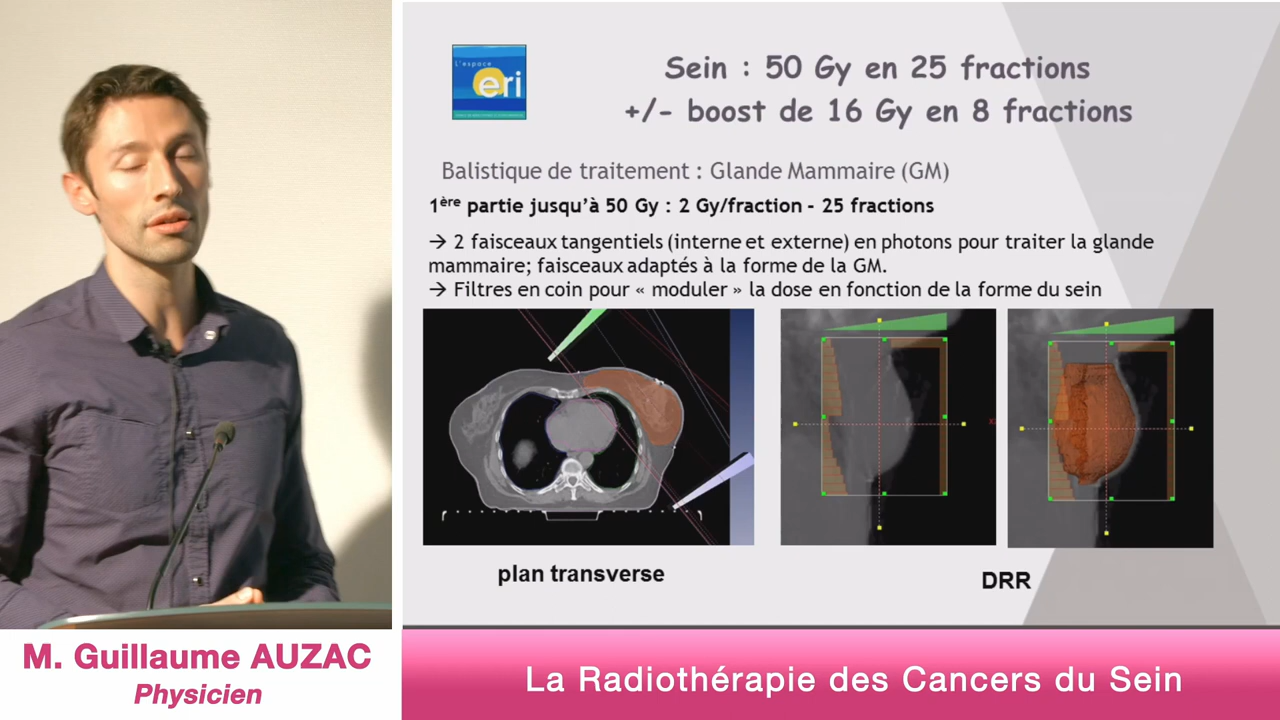 L'espace
eri
Sein : 50 Gy en 25 fractions
+/- boost de 16 Gy en 8 fractions
Balistique de traitement : Glande Mammaire (GM)
1ère partie jusqu'à 50 Gy : 2 Gy/fraction - 25 fractions
→ 2 faisceaux tangentiels (interne et externe) en photons pour traiter la glande
mammaire; faisceaux adaptés à la forme de la GM.
→ Filtres en coin pour « moduler » la dose en fonction de la forme du sein
plan transverse
DRR
M. Guillaume AUZAC
Physicien
La Radiothérapie des Cancers du Sein